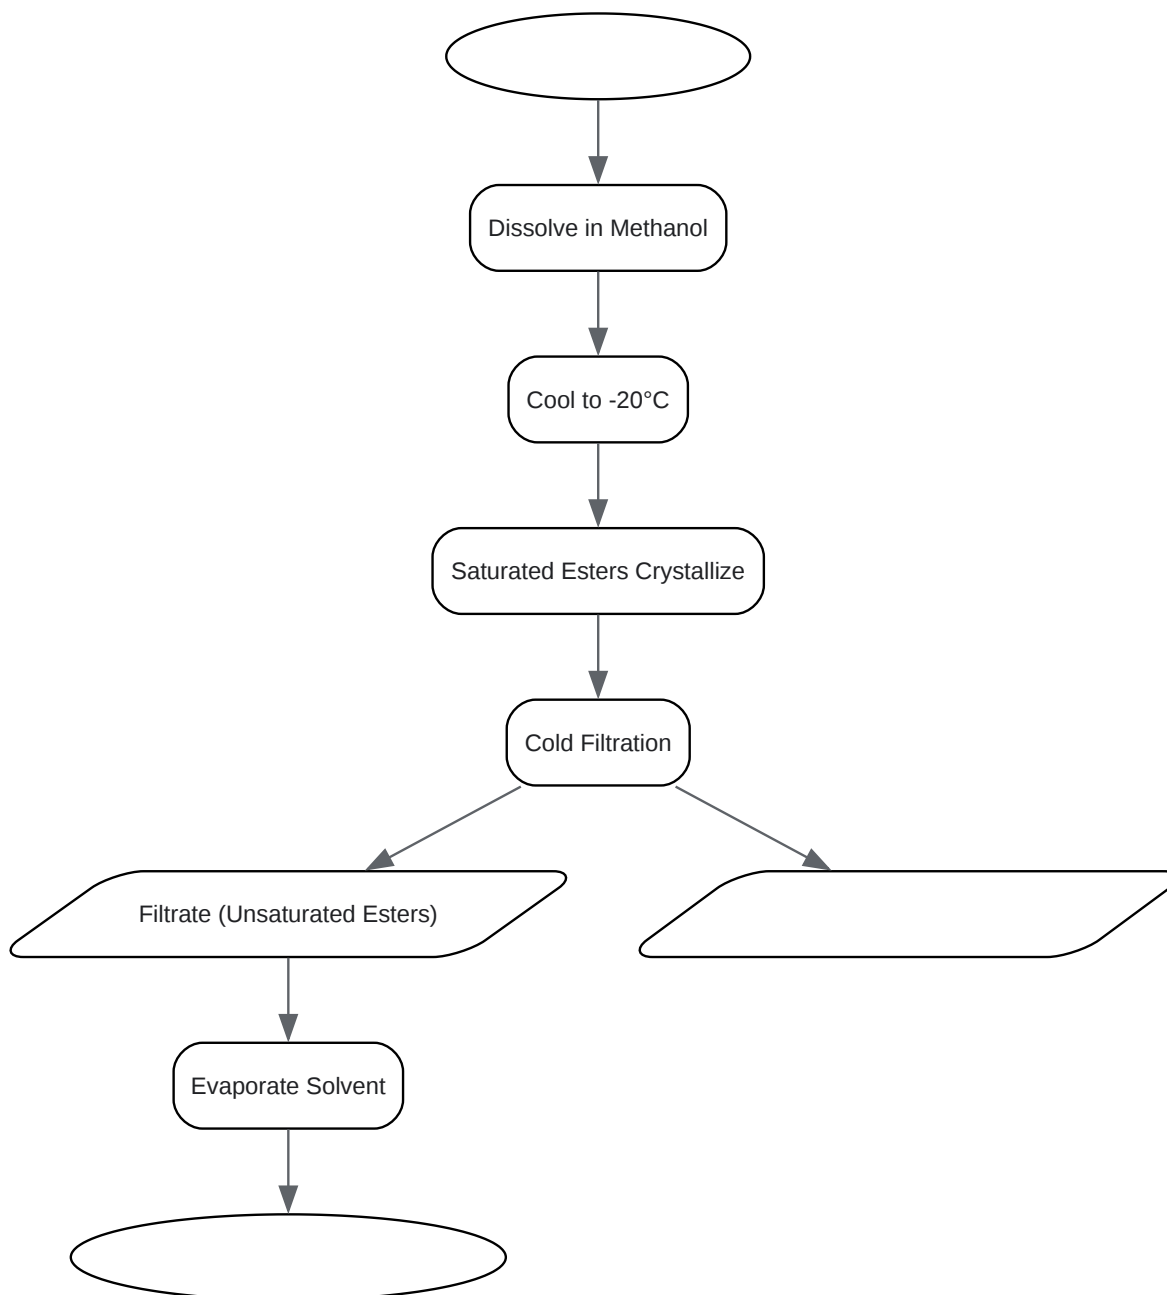 Dissolve in Methanol
Cool to -20°C
Saturated Esters Crystallize
Cold Filtration
Filtrate (Unsaturated Esters)
Evaporate Solvent